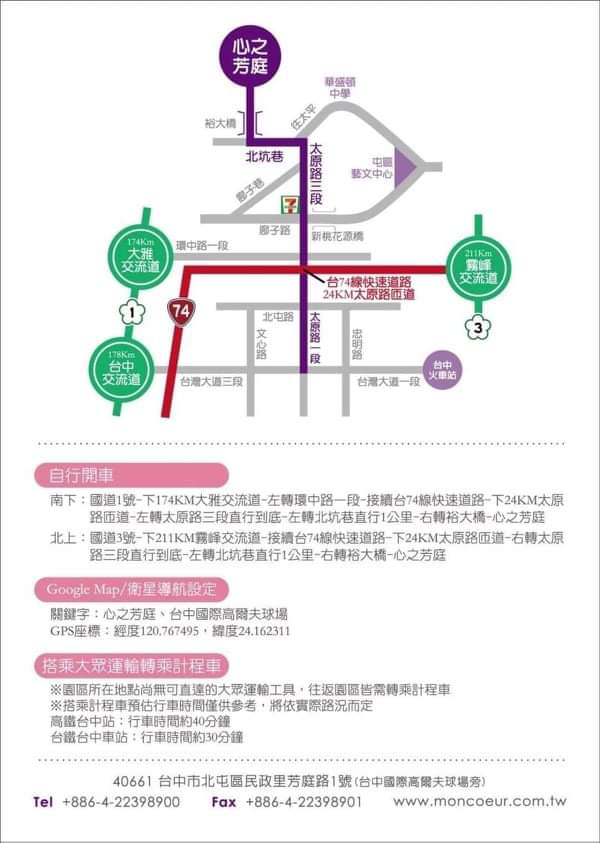 心之
芳庭
華盛頓
中學
裕大橋
往太平
北坑巷
太原路三段
屯區
藝文中心
廍子巷
7
ELEVEN
廍子路
新桃花源橋
174Km
大雅
交流道
環中路一段
211Km
霧峰
交流道
台74線快速道路
24KM太原路匝道
1
74
3
北屯路
文心路
太原路一段
忠明路
178Km
台中
交流道
台灣大道三段
台灣大道一段
台中
火車站
自行開車
南下：國道1號-下174KM大雅交流道-左轉環中路一段-接續台74線快速道路-下24KM太原
路匝道-左轉太原路三段直行到底-左轉北坑巷直行1公里-右轉裕大橋-心之芳庭
北上：國道3號-下211KM霧峰交流道-接續台74線快速道路-下24KM太原路匝道-右轉太原
路三段直行到底-左轉北坑巷直行1公里-右轉裕大橋-心之芳庭
Google Map/衛星導航設定
關鍵字：心之芳庭、台中國際高爾夫球場
GPS座標：經度120.767495，緯度24.162311
搭乘大眾運輸轉乘計程車
※園區所在地點尚無可直達的大眾運輸工具，往返園區皆需轉乘計程車
※搭乘計程車預估行車時間僅供參考，將依實際路況而定
高鐵台中站：行車時間約40分鐘
台鐵台中車站：行車時間約30分鐘
40661 台中市北屯區民政里芳庭路1號(台中國際高爾夫球場旁)
Tel +886-4-22398900 Fax +886-4-22398901 www.moncoeur.com.tw